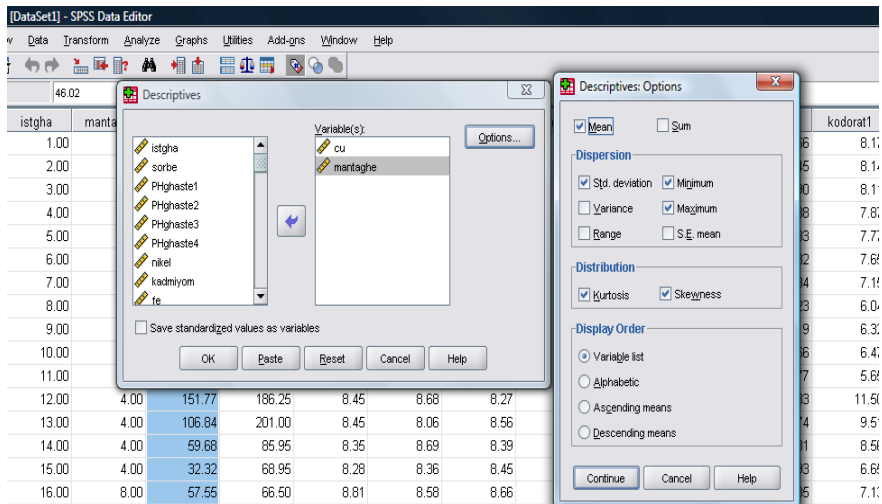 [DataSet1] - SPSS Data Editor
Data Transform Analyze Graphs Utilities Add-ons Window Help
46.02
istgha
kodorat1
1.00
2.00
3.00
4.00
5.00
6.00
7.00
8.00
9.00
10.00
11.00
12.00 4.00 151.77 186.25 8.45 8.68 8.27 11.50
13.00 4.00 106.84 201.00 8.45 8.06 8.56
14.00 4.00 59.68 85.95 8.35 8.69 8.39
15.00 4.00 32.32 68.95 8.28 8.36 8.45
16.00 8.00 57.55 66.50 8.81 8.58 8.66
Descriptives
istgha
sorbe
PHghaste1
PHghaste2
PHghaste3
PHghaste4
nikel
kadmiyom
fe
Variable(s):
cu
mantaghe
Options...
Save standardized values as variables
OK Paste Reset Cancel Help
Descriptives: Options
Mean Sum
Dispersion
Std. deviation Minimum
Variance Maximum
Range S.E. mean
Distribution
Kurtosis Skewness
Display Order
Variable list
Alphabetic
Ascending means
Descending means
Continue Cancel Help